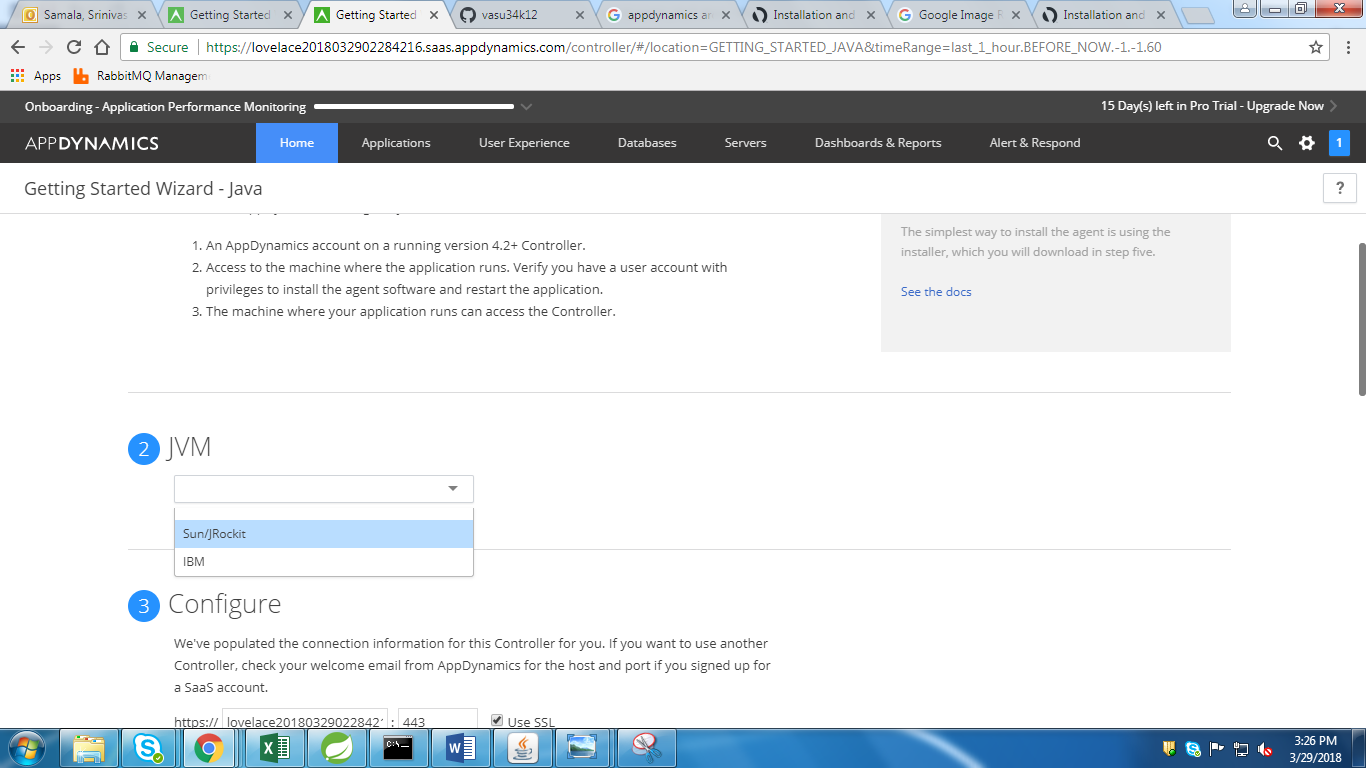 Samala, Srinivas
Getting Started
Getting Started
vasu34k12
appdynamics an
Installation and
Google Image R
Installation and
Secure https://lovelace2018032902284216.saas.appdynamics.com/controller/#/location=GETTING_STARTED_JAVA&timeRange=last_1_hour.BEFORE_NOW.-1.-1.60
Apps RabbitMQ Managem
Onboarding - Application Performance Monitoring
15 Day(s) left in Pro Trial - Upgrade Now
APPDYNAMICS Home Applications User Experience Databases Servers Dashboards & Reports Alert & Respond 1
Getting Started Wizard - Java ?
1. An AppDynamics account on a running version 4.2+ Controller.
2. Access to the machine where the application runs. Verify you have a user account with
privileges to install the agent software and restart the application.
3. The machine where your application runs can access the Controller.
The simplest way to install the agent is using the
installer, which you will download in step five.
See the docs
2 JVM
Sun/JRockit
IBM
3 Configure
We've populated the connection information for this Controller for you. If you want to use another
Controller, check your welcome email from AppDynamics for the host and port if you signed up for
a SaaS account.
https:// lovelace2018032902284216 : 443 Use SSL
3:26 PM
3/29/2018